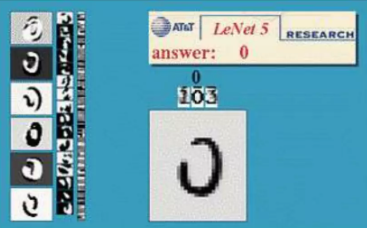 AT&T LeNet 5 RESEARCH
answer: 0
0
103